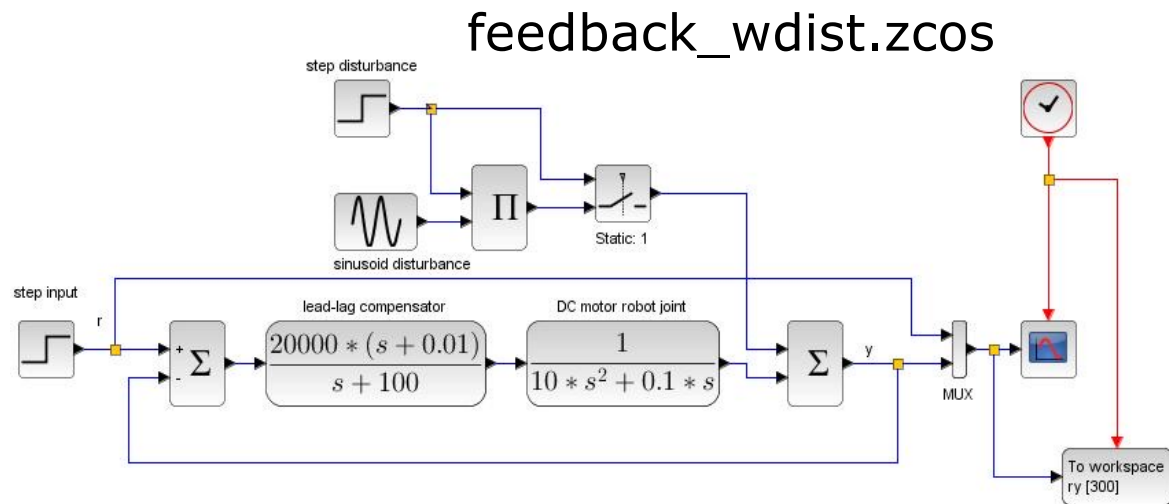 feedback_wdist.zcos
step disturbance
Π
Static: 1
sinusoid disturbance
step input
r
lead-lag compensator
DC motor robot joint
+
-
Σ
20000 * (s + 0.01)
s + 100
1
10 * s² + 0.1 * s
Σ
y
MUX
To workspace
ry [300]